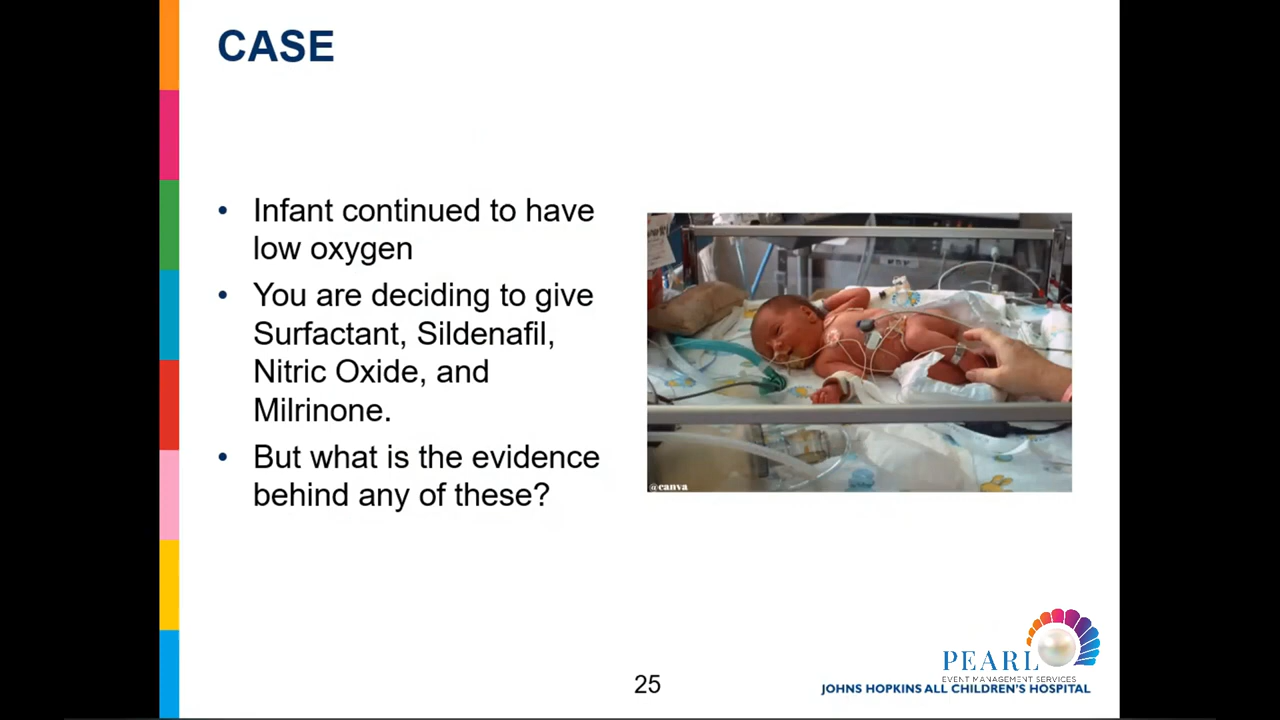 CASE
• Infant continued to have
low oxygen
• You are deciding to give
Surfactant, Sildenafil,
Nitric Oxide, and
Milrinone.
• But what is the evidence
behind any of these?
@canva
25
PEARL
EVENT MANAGEMENT SERVICES
JOHNS HOPKINS ALL CHILDREN'S HOSPITAL